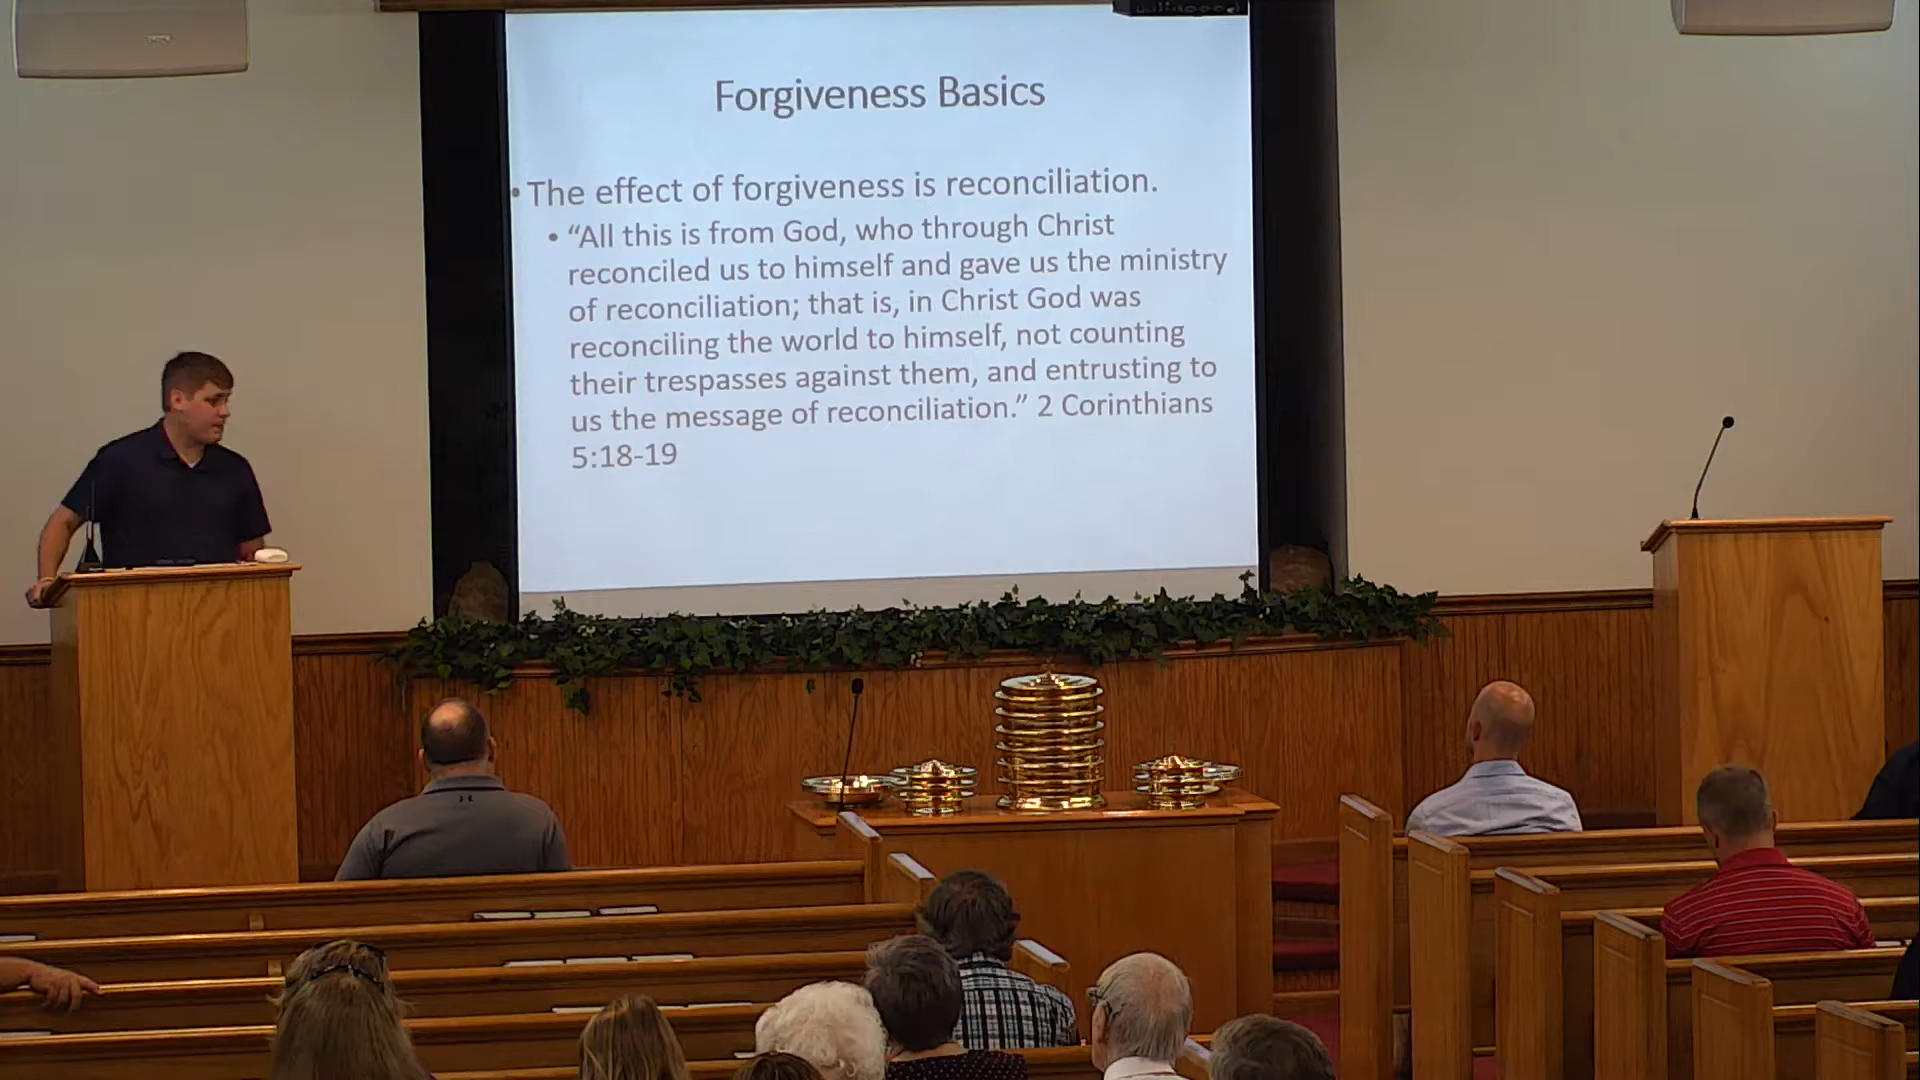 Forgiveness Basics
• The effect of forgiveness is reconciliation.
• “All this is from God, who through Christ
reconciled us to himself and gave us the ministry
of reconciliation; that is, in Christ God was
reconciling the world to himself, not counting
their trespasses against them, and entrusting to
us the message of reconciliation.” 2 Corinthians
5:18-19